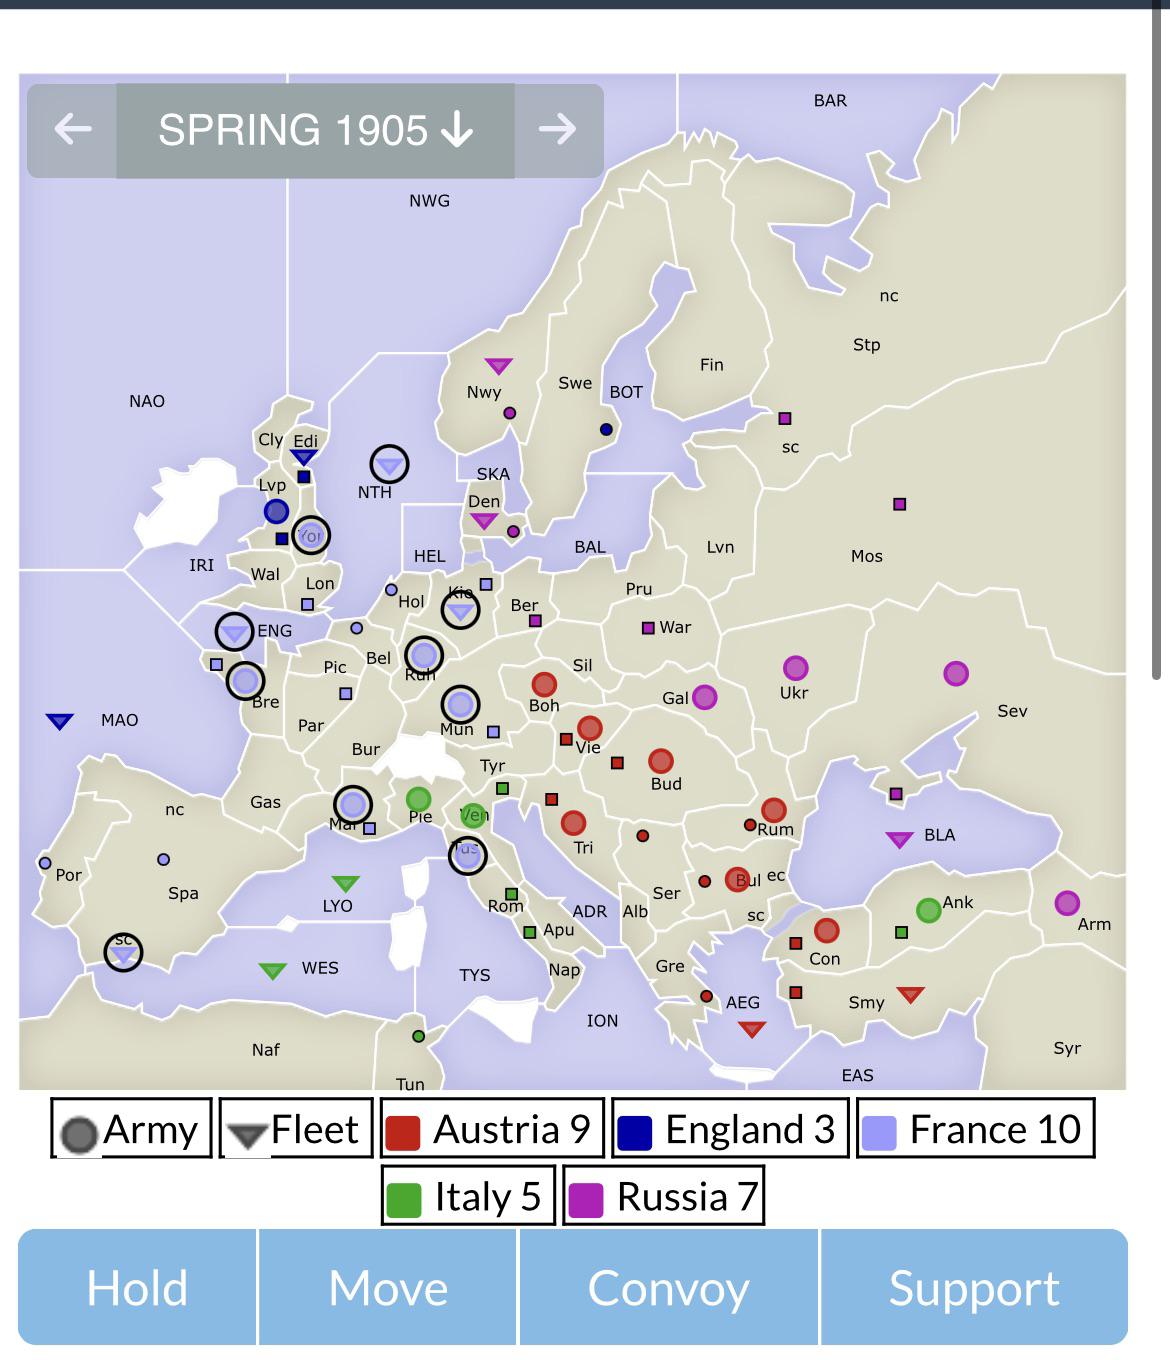 SPRING 1905
BAR
NWG
nc
Stp
NAO
Fin
Swe
BOT
Nwy
Cly
Edi
sc
SKA
Lvp
NTH
Den
Yor
Mos
IRI
HEL
BAL
Lvn
Wal
Lon
Kie
Pru
Hol
Ber
ENG
War
Bel
Pic
Sil
Ruh
Gal
Ukr
Bre
Boh
Sev
MAO
Par
Mun
Vie
Bur
Tyr
Bud
nc
Gas
Pie
Ven
Mar
Rum
BLA
Tri
Tus
Por
Spa
Ser
Bul
ec
LYO
Rom
ADR
Alb
sc
Ank
Apu
Arm
sc
WES
TYS
Nap
Gre
Con
AEG
Smy
ION
Naf
Syr
EAS
Tun
Army
Fleet
Austria 9
England 3
France 10
Italy 5
Russia 7
Hold
Move
Convoy
Support